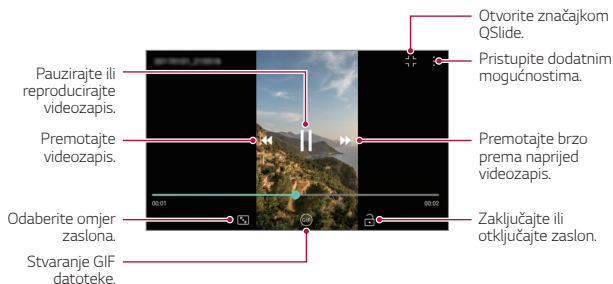 Otvorite značajkom
QSlide.
Pristupite dodatnim
mogućnostima.
Pauzirajte ili
reproducirajte
videozapis.
Premotajte
videozapis.
Premotajte brzo
prema naprijed
videozapis.
00:01
00:02
Odaberite omjer
zaslona.
GIF
Zaključajte ili
otključajte zaslon.
Stvaranje GIF
datoteke.